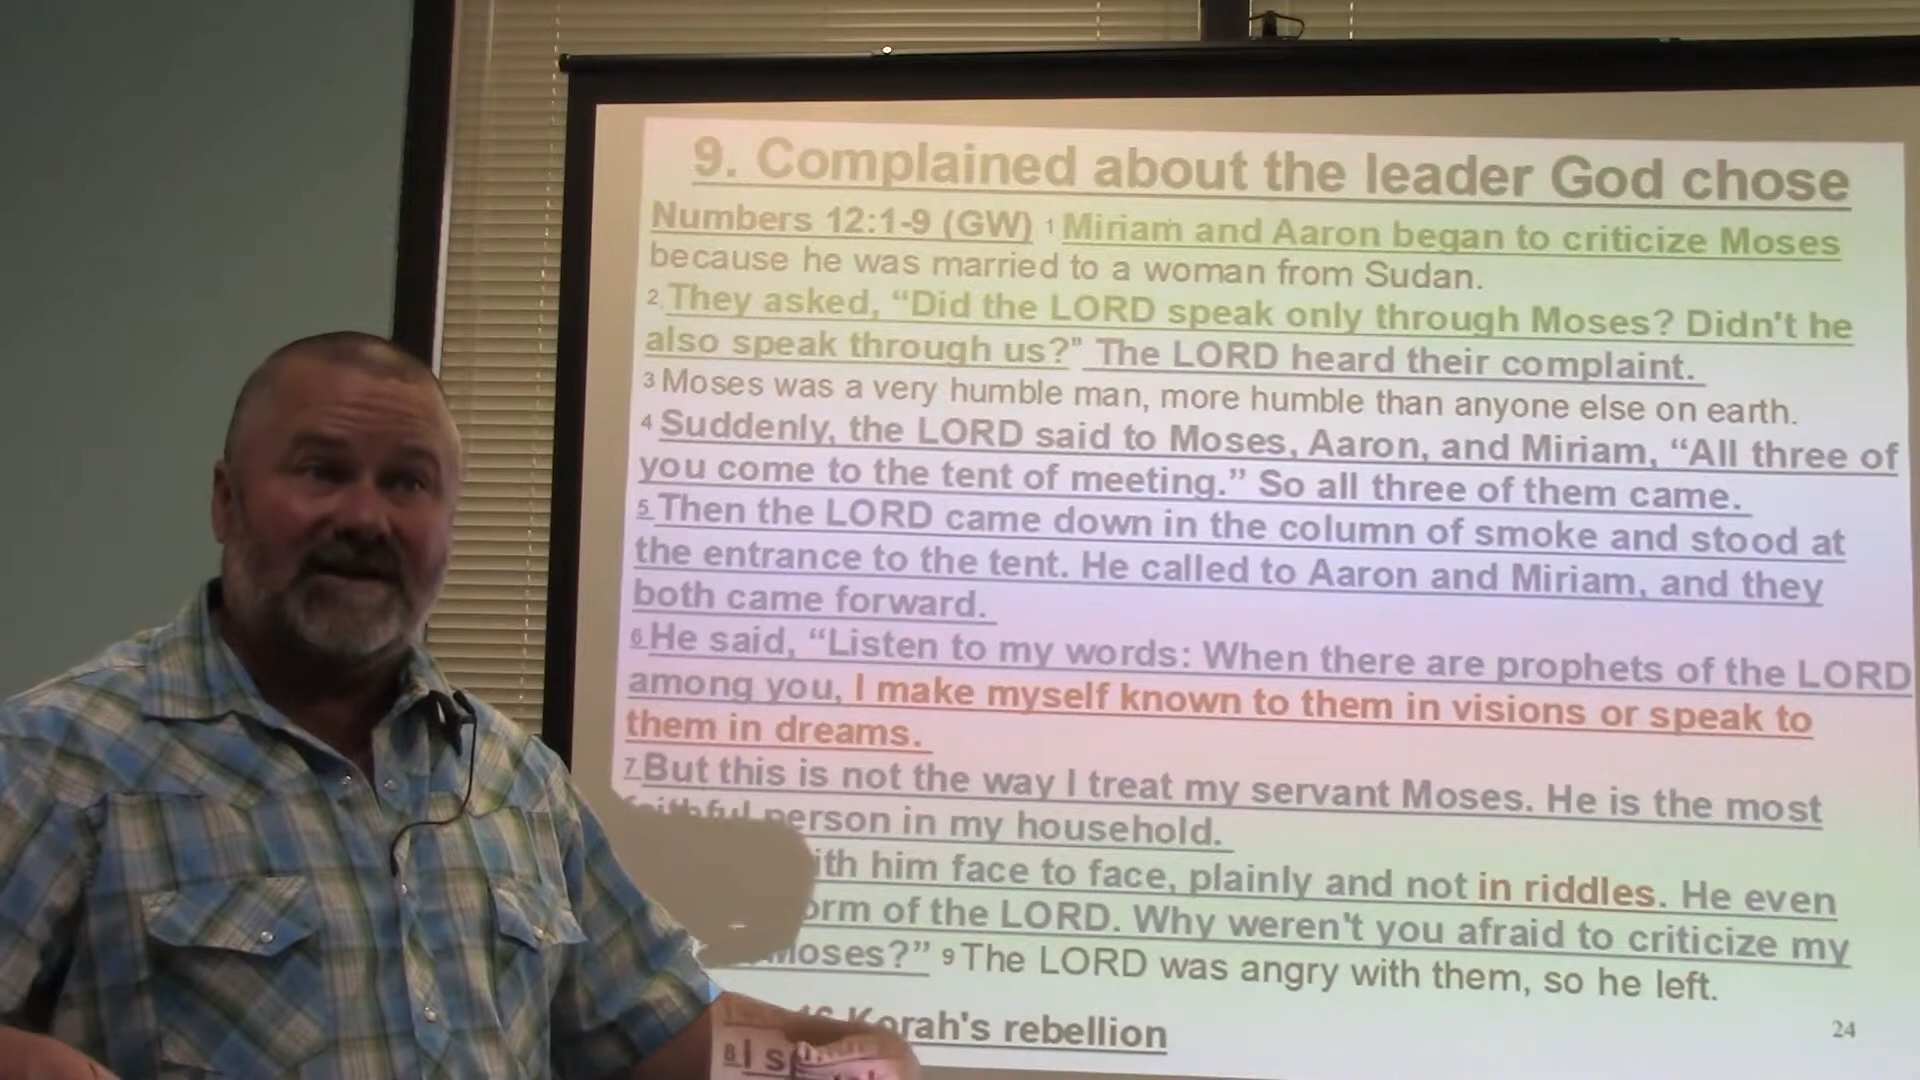 9. Complained about the leader God chose
Numbers 12:1-9 (GW) 1 Miriam and Aaron began to criticize Moses
because he was married to a woman from Sudan.
2 They asked, “Did the LORD speak only through Moses? Didn't he
also speak through us?” The LORD heard their complaint.
3 Moses was a very humble man, more humble than anyone else on earth.
4 Suddenly, the LORD said to Moses, Aaron, and Miriam, “All three of
you come to the tent of meeting.” So all three of them came.
5 Then the LORD came down in the column of smoke and stood at
the entrance to the tent. He called to Aaron and Miriam, and they
both came forward.
6 He said, “Listen to my words: When there are prophets of the LORD
among you, I make myself known to them in visions or speak to
them in dreams.
7 But this is not the way I treat my servant Moses. He is the most
faithful person in my household.
ith him face to face, plainly and not in riddles. He even
orm of the LORD. Why weren't you afraid to criticize my
Moses?” 9 The LORD was angry with them, so he left.
16 Korah's rebellion
24
8 I s